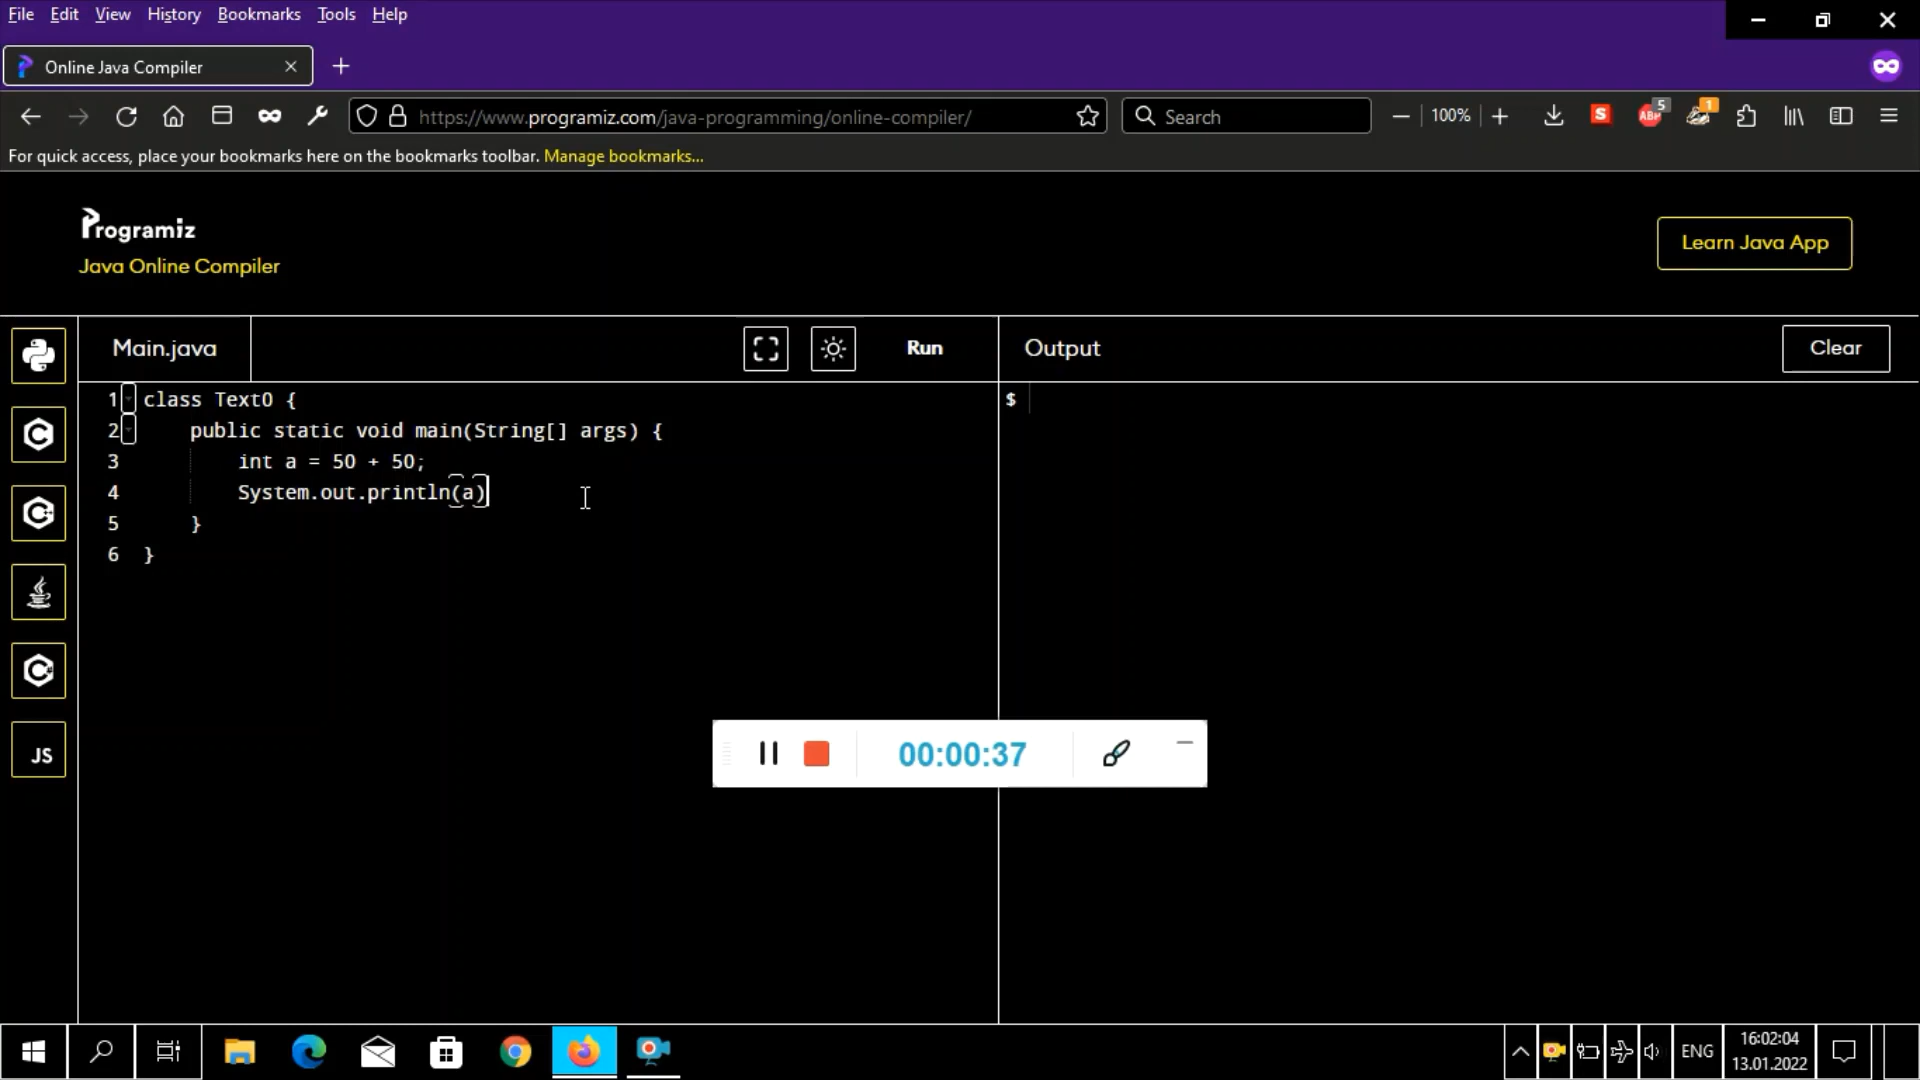 File Edit View History Bookmarks Tools Help
Online Java Compiler
https://www.programiz.com/java-programming/online-compiler/
Search
100%
S
ABP
5
1
For quick access, place your bookmarks here on the bookmarks toolbar. Manage bookmarks...
Programiz
Java Online Compiler
Learn Java App
Main.java
Run
Output
Clear
1 class Text0 {
2 public static void main(String[] args) {
3 int a = 50 + 50;
4 System.out.println(a)
5 }
6 }
$
JS
00:00:37
ENG
16:02:04
13.01.2022